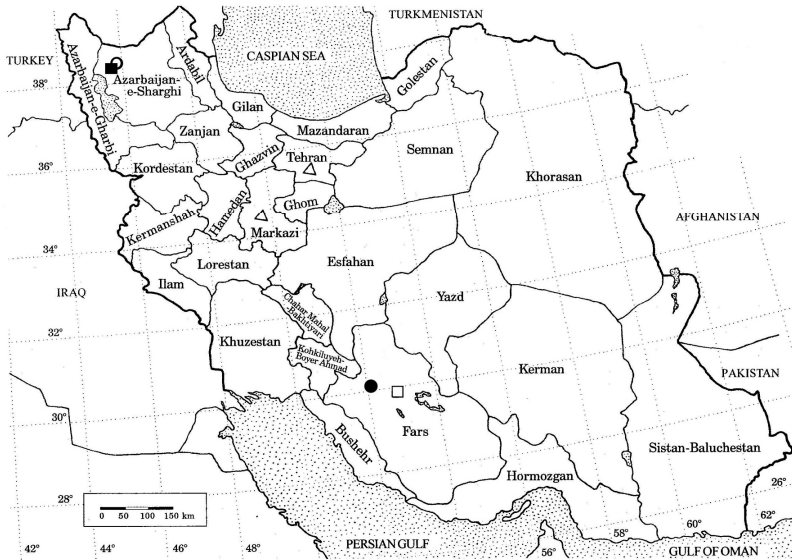 TURKMENISTAN
TURKEY
CASPIAN SEA
Azarbaijan-e-Gharbi
Azarbaijan-
e-Sharghi
Ardabil
Golestan
38°
Gilan
Mazandaran
Zanjan
Ghazvin
Tehran
Semnan
36°
Kordestan
Khorasan
Hamedan
Ghom
Kermanshah
Markazi
AFGHANISTAN
34°
Lorestan
Esfahan
Ilam
IRAQ
Yazd
Chahar Mahal
-Bakhtiyari
32°
Khuzestan
Kohkiluyeh-
Boyer Ahmad
Kerman
PAKISTAN
30°
Fars
Bushehr
Sistan-Baluchestan
Hormozgan
26°
28°
0 50 100 150 km
62°
60°
58°
42°
44°
46°
48°
PERSIAN GULF
56°
GULF OF OMAN